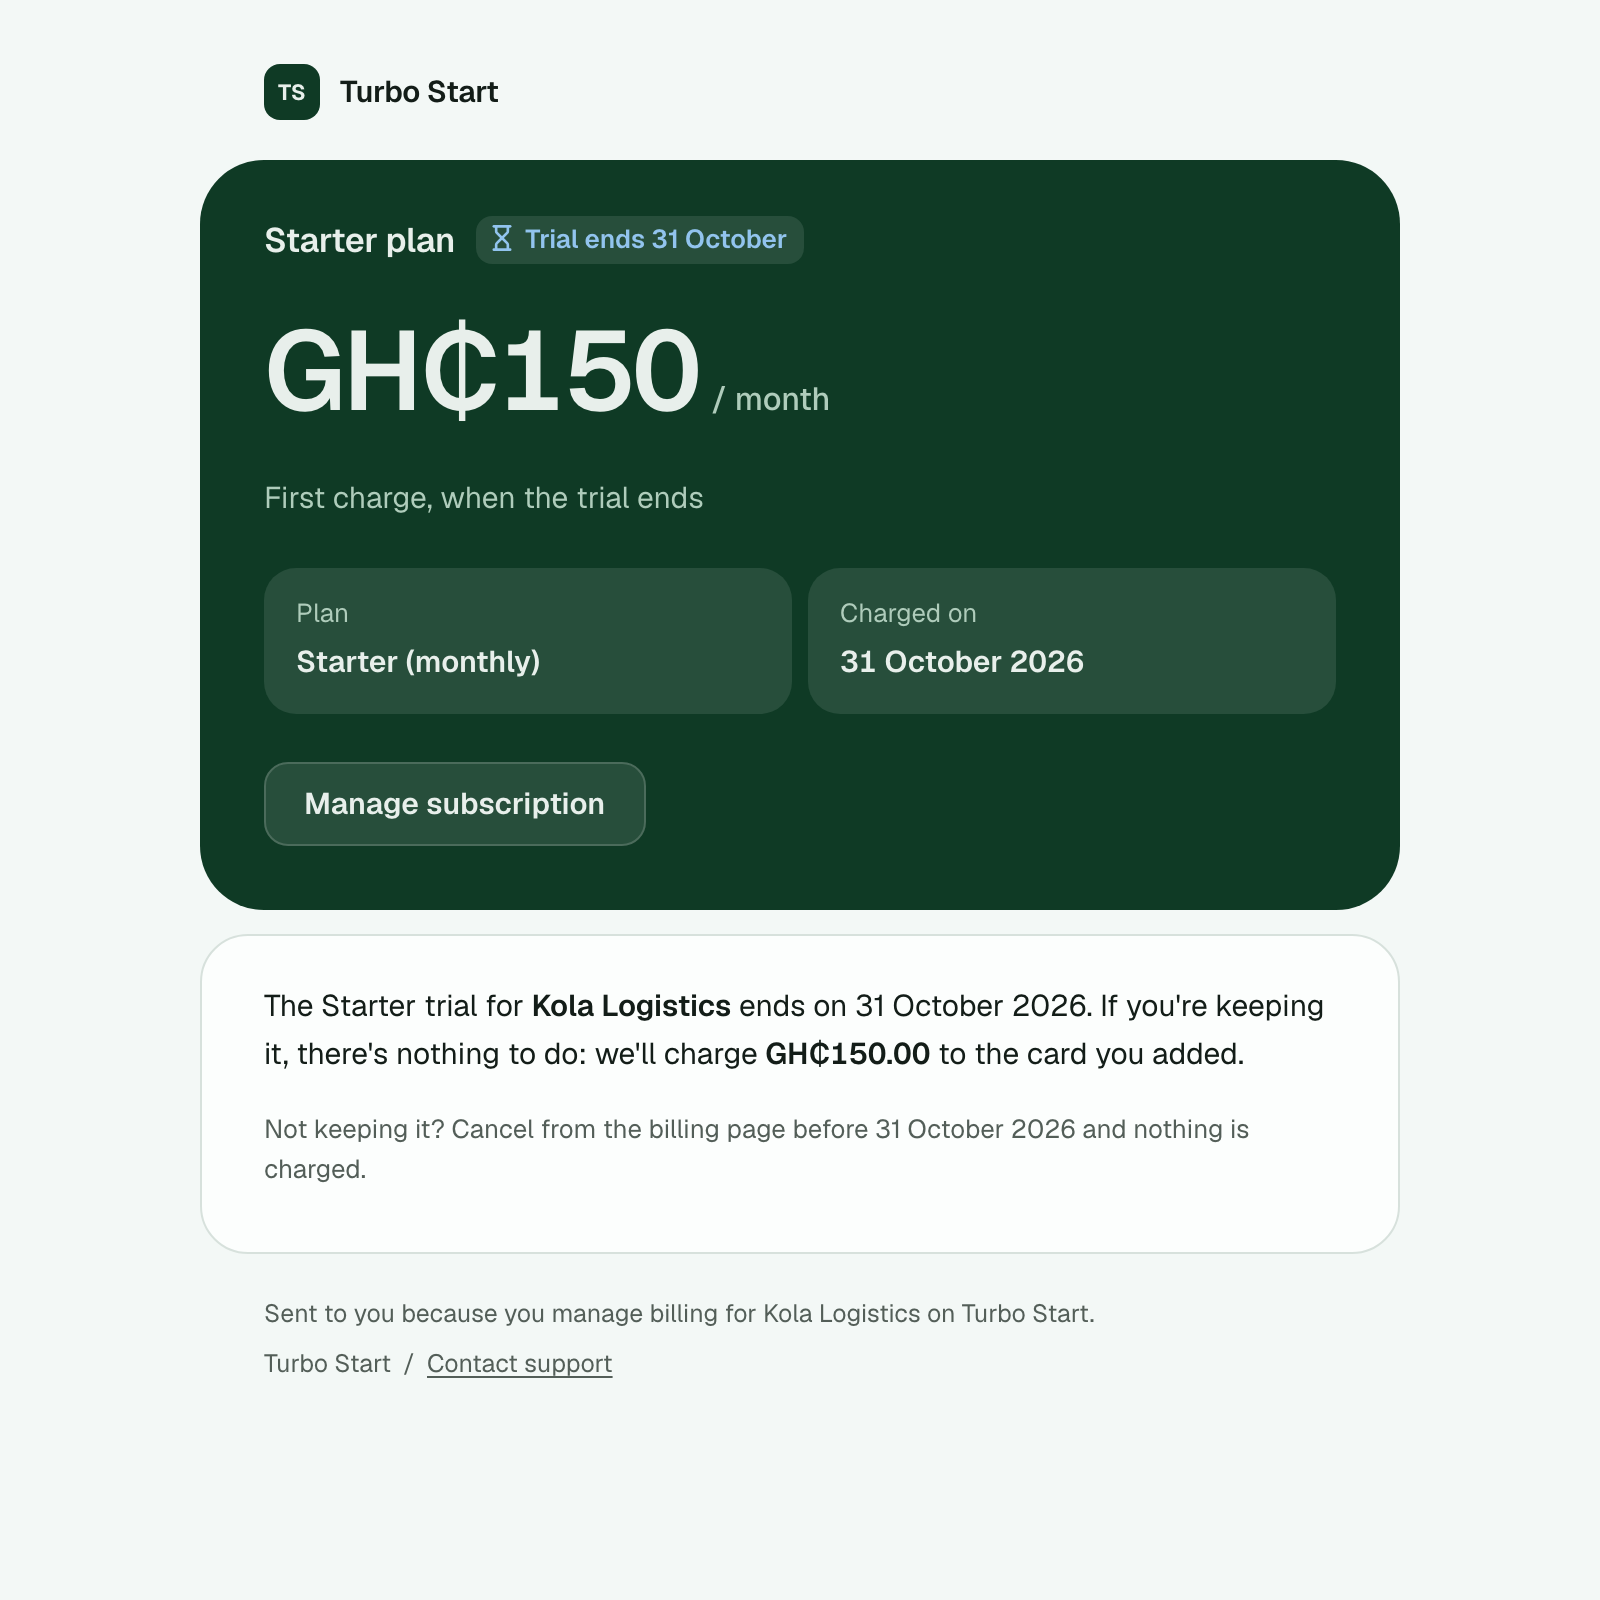 TS
Turbo Start
Starter plan
Trial ends 31 October
GH₵150 / month
First charge, when the trial ends
Plan
Starter (monthly)
Charged on
31 October 2026
Manage subscription
The Starter trial for Kola Logistics ends on 31 October 2026. If you're keeping
it, there's nothing to do: we'll charge GH₵150.00 to the card you added.
Not keeping it? Cancel from the billing page before 31 October 2026 and nothing is
charged.
Sent to you because you manage billing for Kola Logistics on Turbo Start.
Turbo Start / Contact support